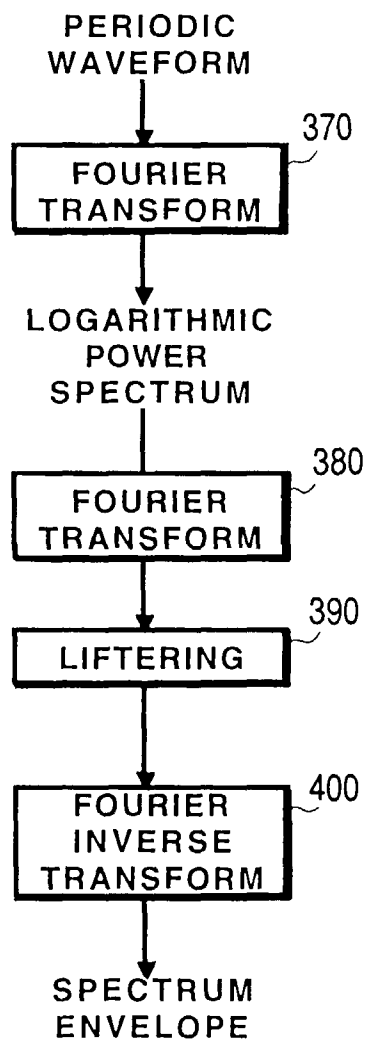 PERIODIC
WAVEFORM
370
FOURIER
TRANSFORM
LOGARITHMIC
POWER
SPECTRUM
380
FOURIER
TRANSFORM
390
LIFTERING
400
FOURIER
INVERSE
TRANSFORM
SPECTRUM
ENVELOPE